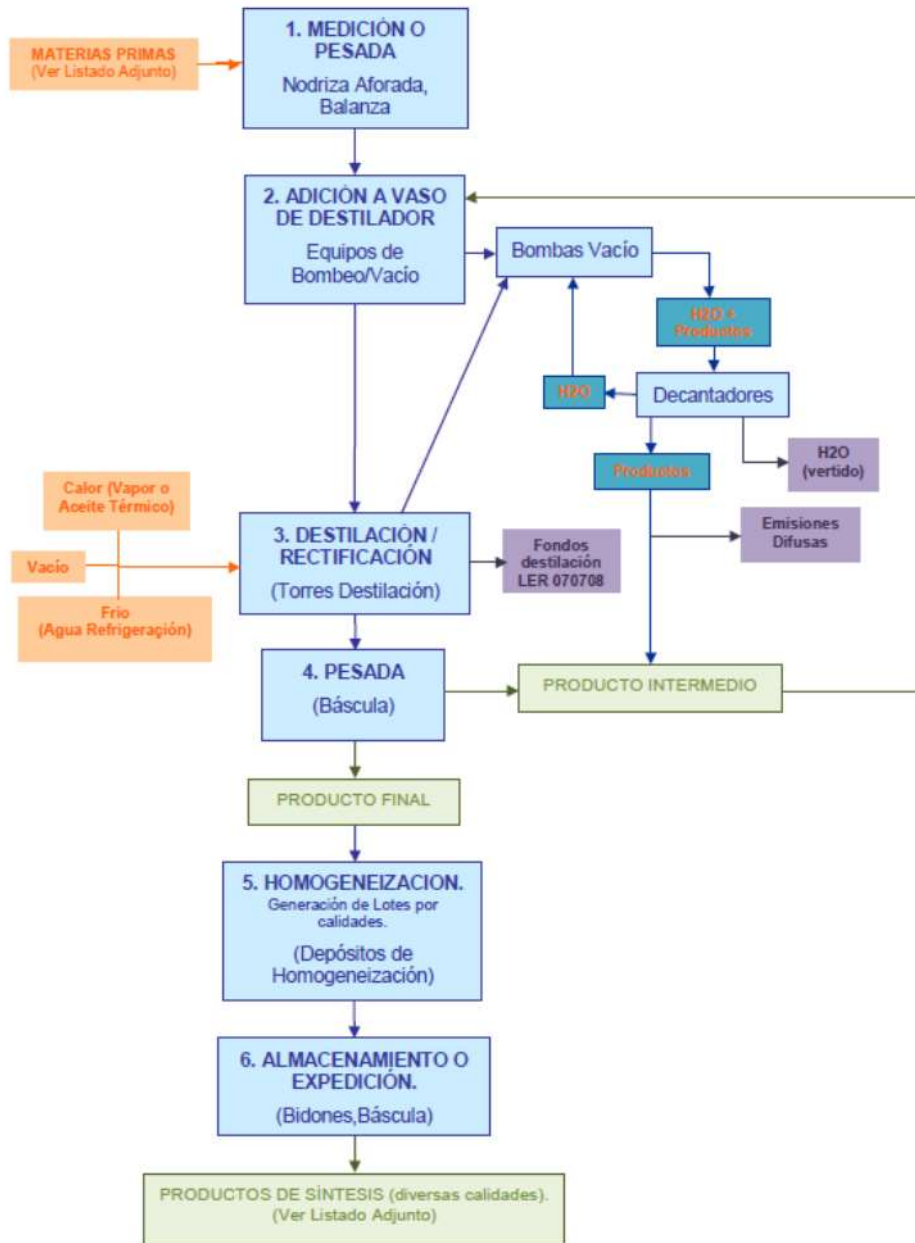 1. MEDICIÓN O
PESADA
Nodriza Aforada,
Balanza
MATERIAS PRIMAS
(Ver Listado Adjunto)
2. ADICIÓN A VASO
DE DESTILADOR
Equipos de
Bombeo/Vacío
Bombas Vacío
H2O +
Productos
H2O
Decantadores
Productos
H2O
(vertido)
Calor (Vapor o
Aceite Térmico)
Vacío
Frio
(Agua Refrigeraçión)
3. DESTILACIÓN /
RECTIFICACIÓN
(Torres Destilación)
Fondos
destilación
LER 070708
Emisiones
Difusas
4. PESADA
(Báscula)
PRODUCTO INTERMEDIO
PRODUCTO FINAL
5. HOMOGENEIZACION.
Generación de Lotes por
calidades.
(Depósitos de
Homogeneización)
6. ALMACENAMIENTO O
EXPEDICIÓN.
(Bidones,Báscula)
PRODUCTOS DE SÍNTESIS (diversas calidades).
(Ver Listado Adjunto)